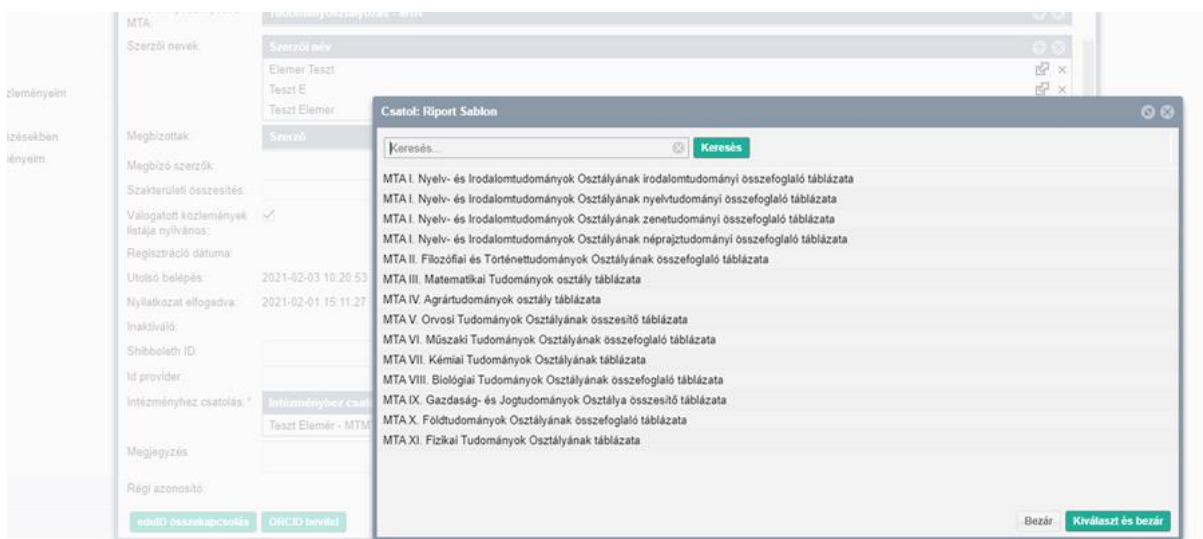 MTA:
Tudományosztályozás - MTA
Szerzői nevek:
Szerzői név
Elemer Teszt
Teszt E
Teszt Elemer
zleményeim
izésekben
ényeim
Megbízottak:
Szerző
Megbízó szerzők:
Szakterületi összesítés:
Válogatott közlemények
listája nyilvános:
Regisztráció dátuma:
Utolsó belépés:
2021-02-03 10:20:53
Nyilatkozat elfogadva:
2021-02-01 15:11:27
Inaktiváló:
Shibboleth ID:
Id provider:
Intézményhez csatolás: *
Intézményhez csato
Teszt Elemér - MTM
Megjegyzés:
Régi azonosító:
eduID összekapcsolás
ORCID bevitel
Csatol: Riport Sablon
Keresés...
Keresés
MTA I. Nyelv- és Irodalomtudományok Osztályának irodalomtudományi összefoglaló táblázata
MTA I. Nyelv- és Irodalomtudományok Osztályának nyelvtudományi összefoglaló táblázata
MTA I. Nyelv- és Irodalomtudományok Osztályának zenetudományi összefoglaló táblázata
MTA I. Nyelv- és Irodalomtudományok Osztályának néprajztudományi összefoglaló táblázata
MTA II. Filozófiai és Történettudományok Osztályának összefoglaló táblázata
MTA III. Matematikai Tudományok osztály táblázata
MTA IV. Agrártudományok osztály táblázata
MTA V. Orvosi Tudományok Osztályának összesítő táblázata
MTA VI. Műszaki Tudományok Osztályának összefoglaló táblázata
MTA VII. Kémiai Tudományok Osztályának táblázata
MTA VIII. Biológiai Tudományok Osztályának összefoglaló táblázata
MTA IX. Gazdaság- és Jogtudományok Osztálya összesítő táblázata
MTA X. Földtudományok Osztályának összefoglaló táblázata
MTA XI. Fizikai Tudományok Osztályának táblázata
Bezár
Kiválaszt és bezár